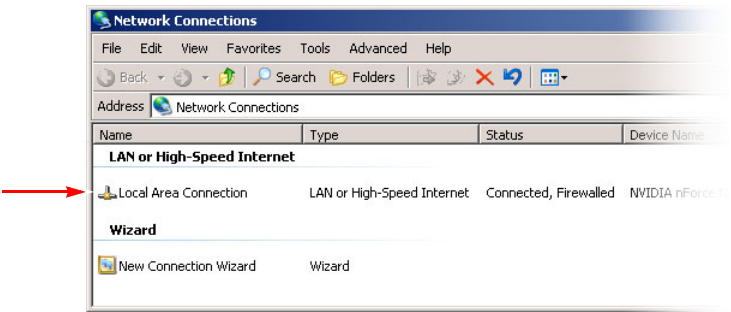 Network Connections
File Edit View Favorites Tools Advanced Help
Back Search Folders
Address Network Connections
Name Type Status Device Name
LAN or High-Speed Internet
Local Area Connection LAN or High-Speed Internet Connected, Firewalled NVIDIA nForce
Wizard
New Connection Wizard Wizard